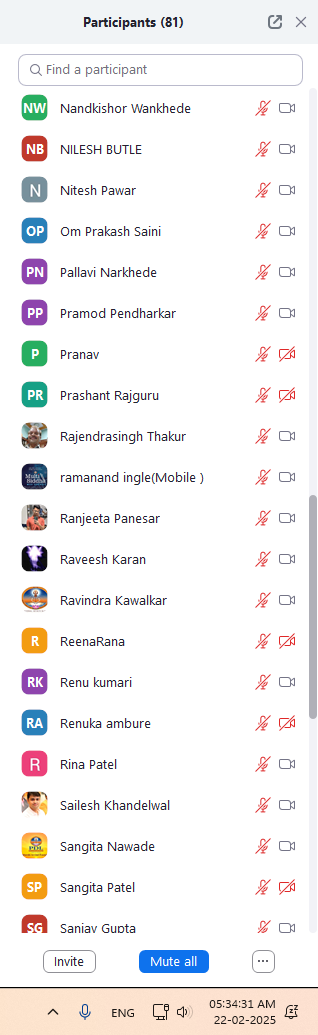 Participants (81)
Find a participant
NW Nandkishor Wankhede
NB NILESH BUTLE
N Nitesh Pawar
OP Om Prakash Saini
PN Pallavi Narkhede
PP Pramod Pendharkar
P Pranav
PR Prashant Rajguru
Rajendrasingh Thakur
ramanand ingle(Mobile )
Ranjeeta Panesar
Raveesh Karan
Ravindra Kawalkar
R ReenaRana
RK Renu kumari
RA Renuka ambure
R Rina Patel
Sailesh Khandelwal
Sangita Nawade
SP Sangita Patel
SG Sanjay Gupta
Invite Mute all ...
ENG 05:34:31 AM
22-02-2025